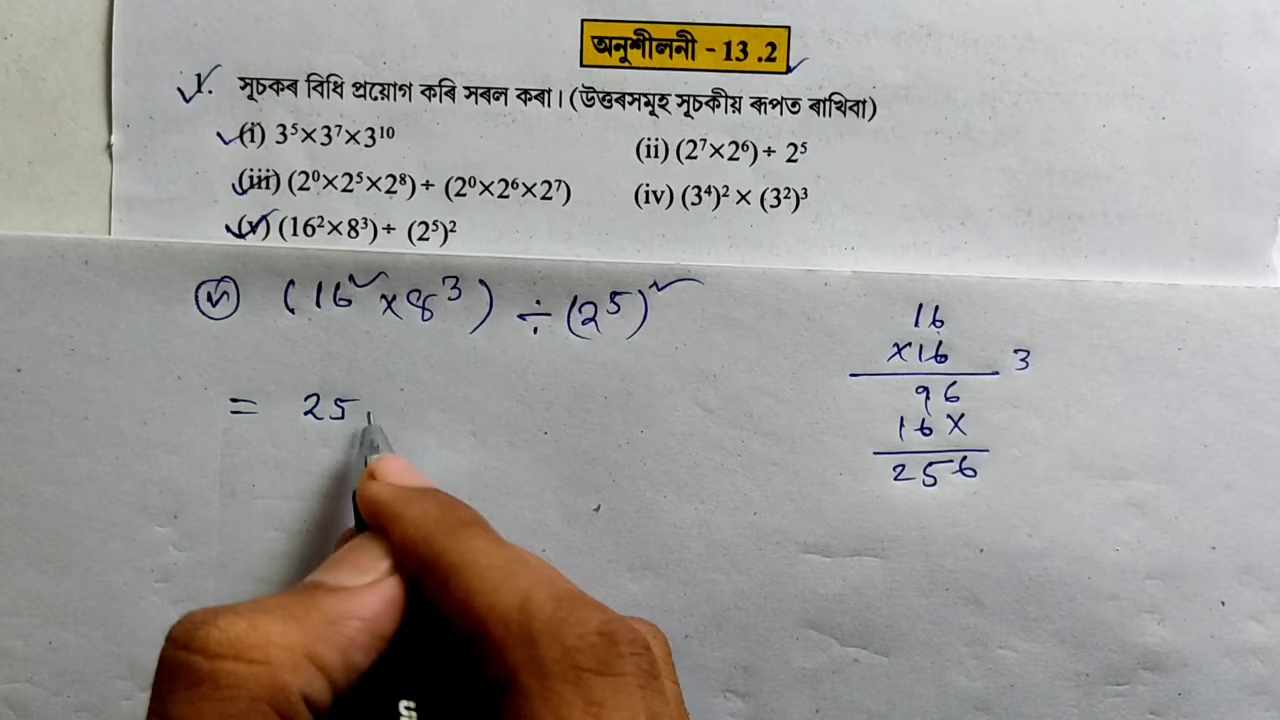 অনুশীলনী - 13.2
1. সূচকৰ বিধি প্ৰয়োগ কৰি সৰল কৰা। (উত্তৰসমূহ সূচকীয় ৰূপত ৰাখিবা)
(i) 3⁵×3⁷×3¹⁰ (ii) (2⁷×2⁶) ÷ 2⁵
(iii) (2⁰×2⁵×2⁸) ÷ (2⁰×2⁶×2⁷) (iv) (3⁴)² × (3²)³
(v) (16²×8³) ÷ (2⁵)²
(v) (16² × 8³) ÷ (2⁵)²
= 25
16
×16 3
96
16×
256
5